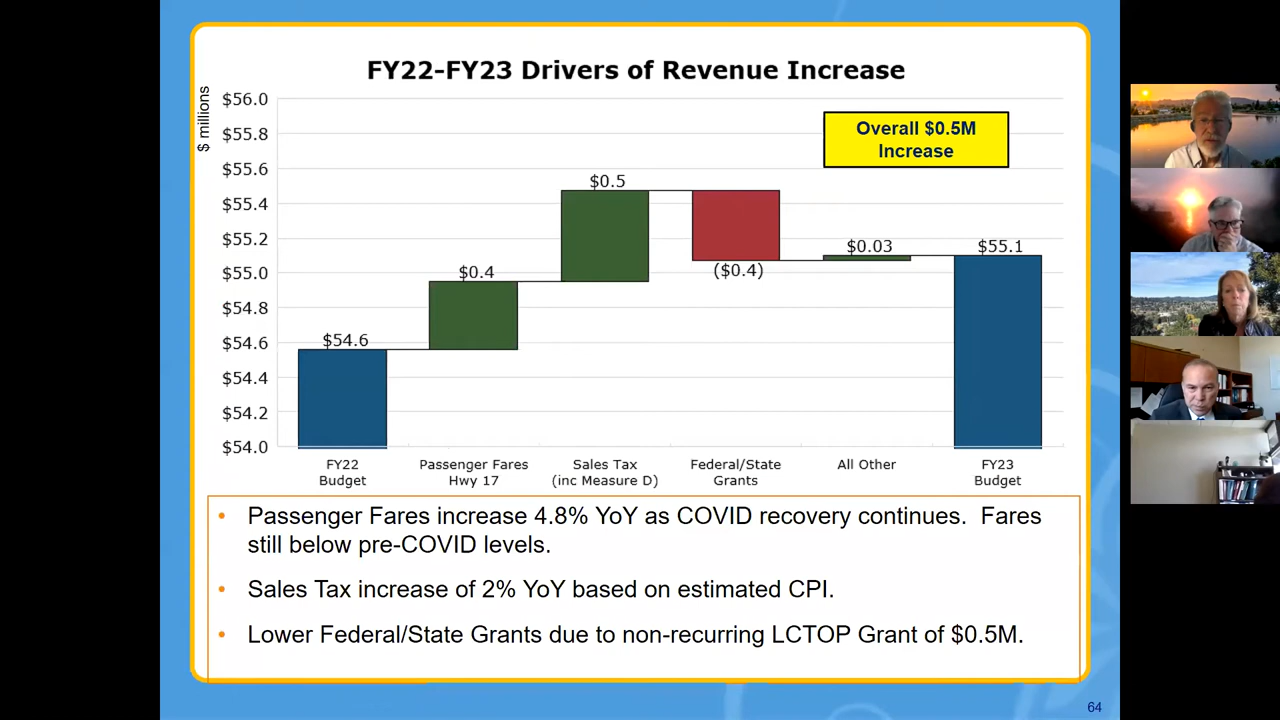 FY22-FY23 Drivers of Revenue Increase
$ millions
$56.0
$55.8
$55.6
$55.4
$55.2
$55.0
$54.8
$54.6
$54.4
$54.2
$54.0
Overall $0.5M
Increase
$54.6
$0.4
$0.5
($0.4)
$0.03
$55.1
FY22
Budget
Passenger Fares
Hwy 17
Sales Tax
(inc Measure D)
Federal/State
Grants
All Other
FY23
Budget
• Passenger Fares increase 4.8% YoY as COVID recovery continues. Fares
still below pre-COVID levels.
• Sales Tax increase of 2% YoY based on estimated CPI.
• Lower Federal/State Grants due to non-recurring LCTOP Grant of $0.5M.
64